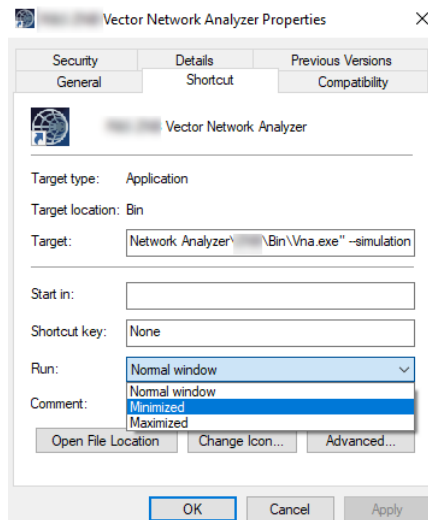 Vector Network Analyzer Properties
Security Details Previous Versions
General Shortcut Compatibility
Vector Network Analyzer
Target type: Application
Target location: Bin
Target: Network Analyzer\ \Bin\Vna.exe" --simulation
Start in:
Shortcut key: None
Run: Normal window
Normal window
Comment: Minimized
Maximized
Open File Location Change Icon... Advanced...
OK Cancel Apply